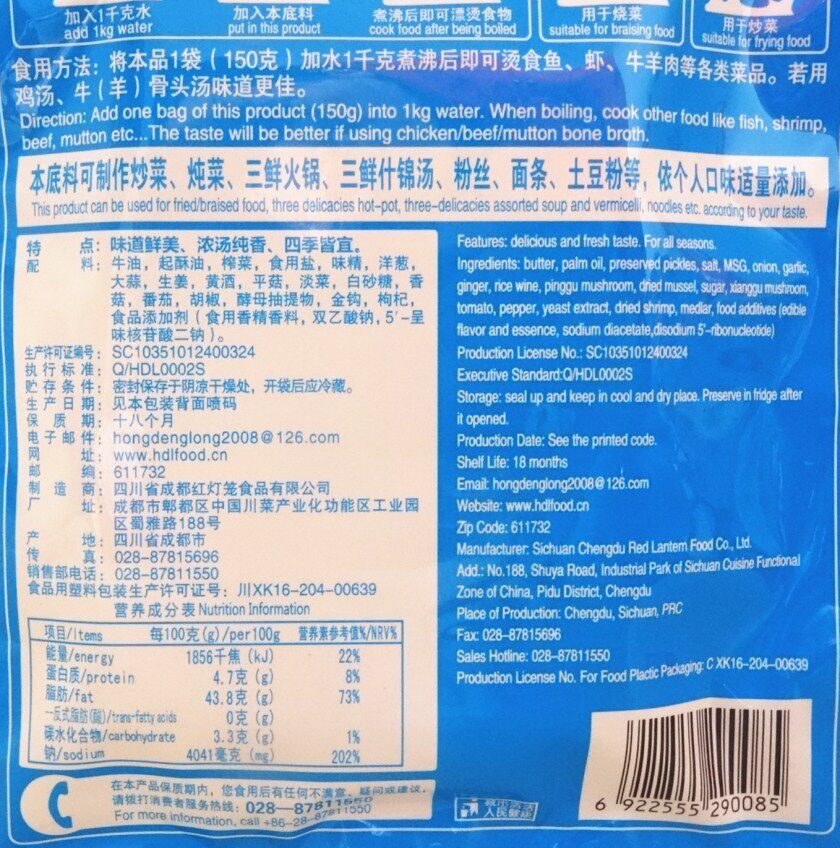 加入1千克水
add 1kg water
加入本底料
put in this product
煮沸后即可漂烫食物
cook food after being boiled
用于烧菜
suitable for braising food
用于炒菜
suitable for frying food
食用方法：将本品1袋（150克）加水1千克煮沸后即可烫食鱼、虾、牛羊肉等各类菜品。若用
鸡汤、牛（羊）骨头汤味道更佳。
Direction: Add one bag of this product (150g) into 1kg water. When boiling, cook other food like fish, shrimp,
beef, mutton etc...The taste will be better if using chicken/beef/mutton bone broth.
本底料可制作炒菜、炖菜、三鲜火锅、三鲜什锦汤、粉丝、面条、土豆粉等，依个人口味适量添加。
This product can be used for fried/braised food, three delicacies hot-pot, three-delicacies assorted soup and vermicelli, noodles etc. according to your taste.
特 点：味道鲜美、浓汤纯香、四季皆宜。
配 料：牛油，起酥油，榨菜，食用盐，味精，洋葱，
大蒜，生姜，黄酒，平菇，淡菜，白砂糖，香
菇，番茄，胡椒，酵母抽提物，金钩，枸杞，
食品添加剂（食用香精香料，双乙酸钠，5′-呈
味核苷酸二钠）。
生产许可证编号：SC10351012400324
执行标准：Q/HDL0002S
贮存条件：密封保存于阴凉干燥处，开袋后应冷藏。
生产日期：见本包装背面喷码
保 质 期：十八个月
电子邮件：hongdenglong2008@126.com
网 址：www.hdlfood.cn
邮 编：611732
制 造 商：四川省成都红灯笼食品有限公司
厂 址：成都市郫都区中国川菜产业化功能区工业园
区蜀雅路188号
产 地：四川省成都市
传 真：028-87815696
销售部电话：028-87811550
食品用塑料包装生产许可证号：川XK16-204-00639
营养成分表 Nutrition Information
项目/Items 每100克(g)/per100g 营养素参考值%/NRV%
能量/energy 1856千焦 (kJ) 22%
蛋白质/protein 4.7克 (g) 8%
脂肪/fat 43.8克 (g) 73%
--反式脂肪(酸)/trans-fatty acids 0克 (g)
碳水化合物/carbohydrate 3.3克 (g) 1%
钠/sodium 4041毫克 (mg) 202%
在本产品保质期内，您食用后有任何不满意、疑问或建议，
请拨打消费者服务热线：028-87811550
For more information, call +86-28-87811550
Features: delicious and fresh taste. For all seasons.
Ingredients: butter, palm oil, preserved pickles, salt, MSG, onion, garlic,
ginger, rice wine, pinggu mushroom, dried mussel, sugar, xianggu mushroom,
tomato, pepper, yeast extract, dried shrimp, medlar, food additives (edible
flavor and essence, sodium diacetate,disodium 5'-ribonucleotide)
Production License No.: SC10351012400324
Executive Standard:Q/HDL0002S
Storage: seal up and keep in cool and dry place. Preserve in fridge after
it opened.
Production Date: See the printed code.
Shelf Life: 18 months
Email: hongdenglong2008@126.com
Website: www.hdlfood.cn
Zip Code: 611732
Manufacturer: Sichuan Chengdu Red Lantern Food Co., Ltd.
Add.: No.188, Shuya Road, Industrial Park of Sichuan Cuisine Functional
Zone of China, Pidu District, Chengdu
Place of Production: Chengdu, Sichuan, PRC
Fax: 028-87815696
Sales Hotline: 028-87811550
Production License No. For Food Plactic Packaging: C XK16-204-00639
人民健康
6 922555 290085